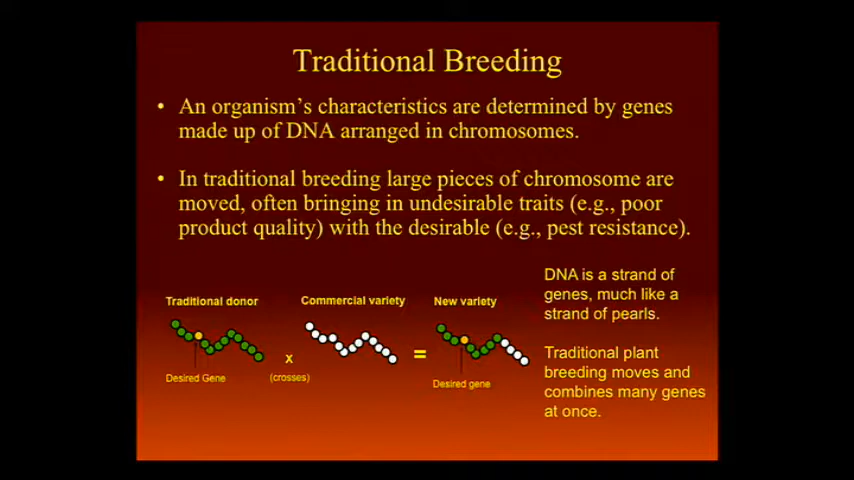 Traditional Breeding
• An organism's characteristics are determined by genes
made up of DNA arranged in chromosomes.
• In traditional breeding large pieces of chromosome are
moved, often bringing in undesirable traits (e.g., poor
product quality) with the desirable (e.g., pest resistance).
DNA is a strand of
genes, much like a
strand of pearls.
Traditional donor
Commercial variety
New variety
x
=
Desired Gene
(crosses)
Desired gene
Traditional plant
breeding moves and
combines many genes
at once.